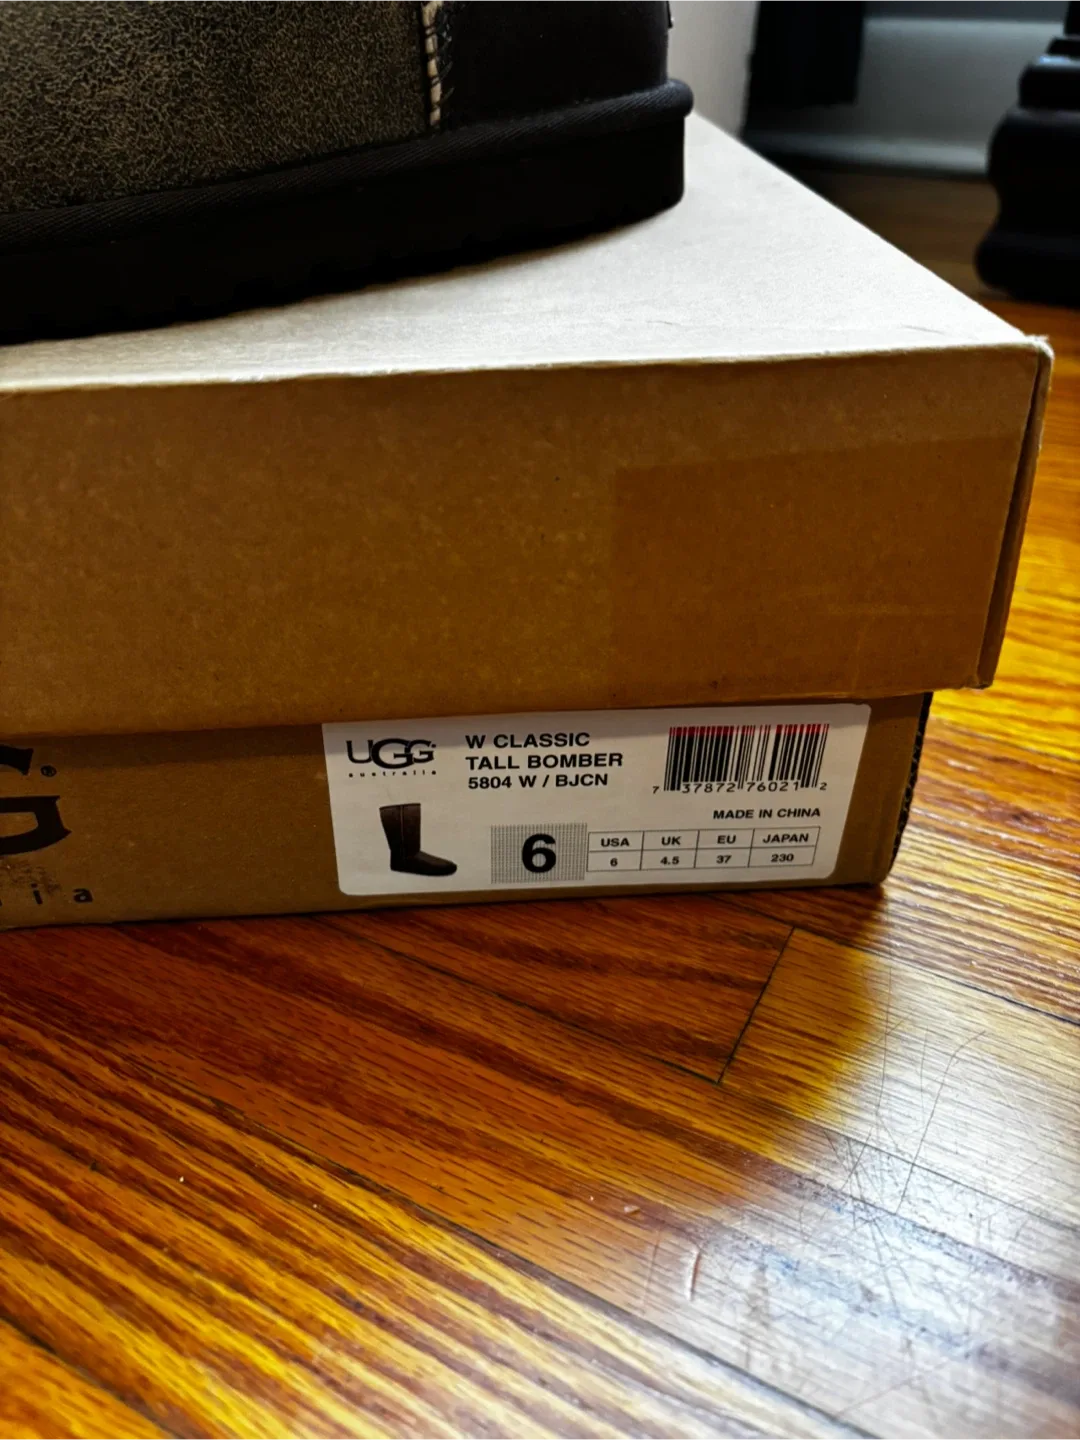 G®
ia
UGG®
australia
W CLASSIC
TALL BOMBER
5804 W / BJCN
7 37872 76021 2
MADE IN CHINA
6
USA UK EU JAPAN
6 4.5 37 230